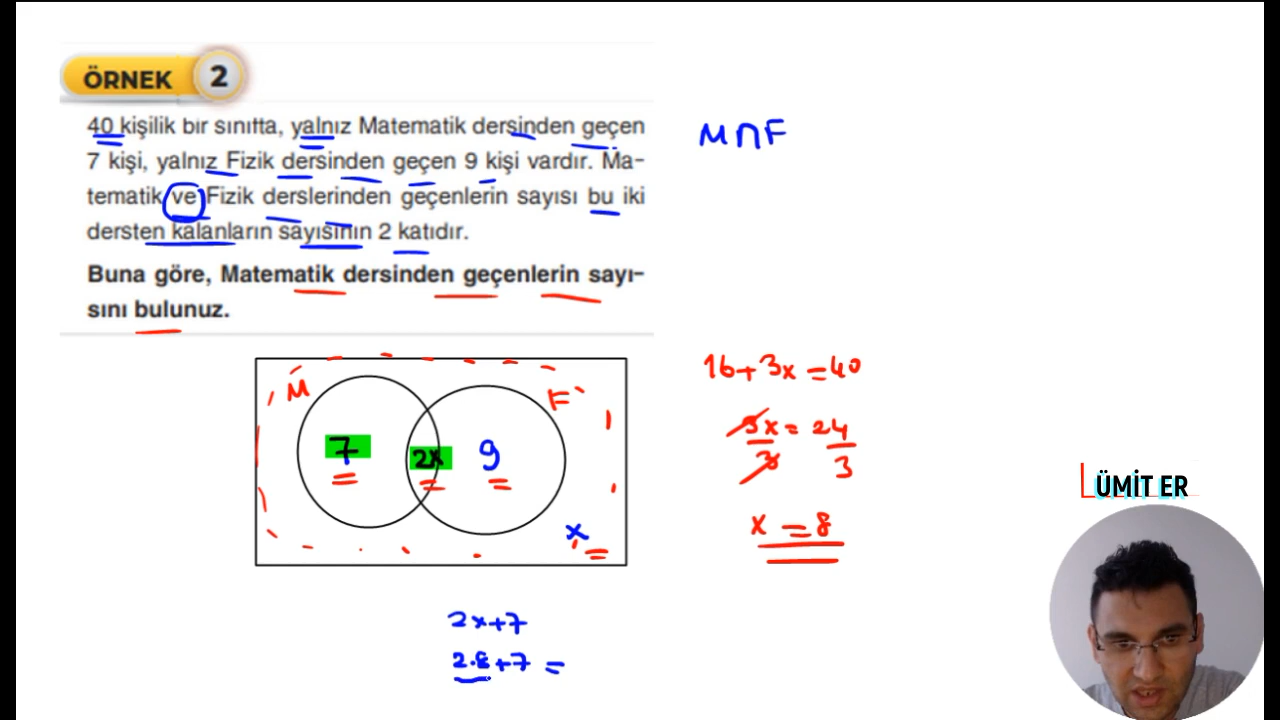 ÖRNEK 2
40 kişilik bir sınıfta, yalnız Matematik dersinden geçen
7 kişi, yalnız Fizik dersinden geçen 9 kişi vardır. Ma-
tematik ve Fizik derslerinden geçenlerin sayısı bu iki
dersten kalanların sayısının 2 katıdır.
Buna göre, Matematik dersinden geçenlerin sayı-
sını bulunuz.
M∩F
M
F
7
2x
9
x
16+3x=40
3x = 24
3 3
x = 8
2x+7
2.8+7 =
ÜMİT ER